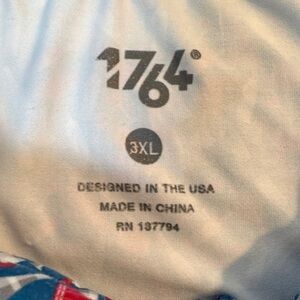 1764®
3XL
DESIGNED IN THE USA
MADE IN CHINA
RN 137794